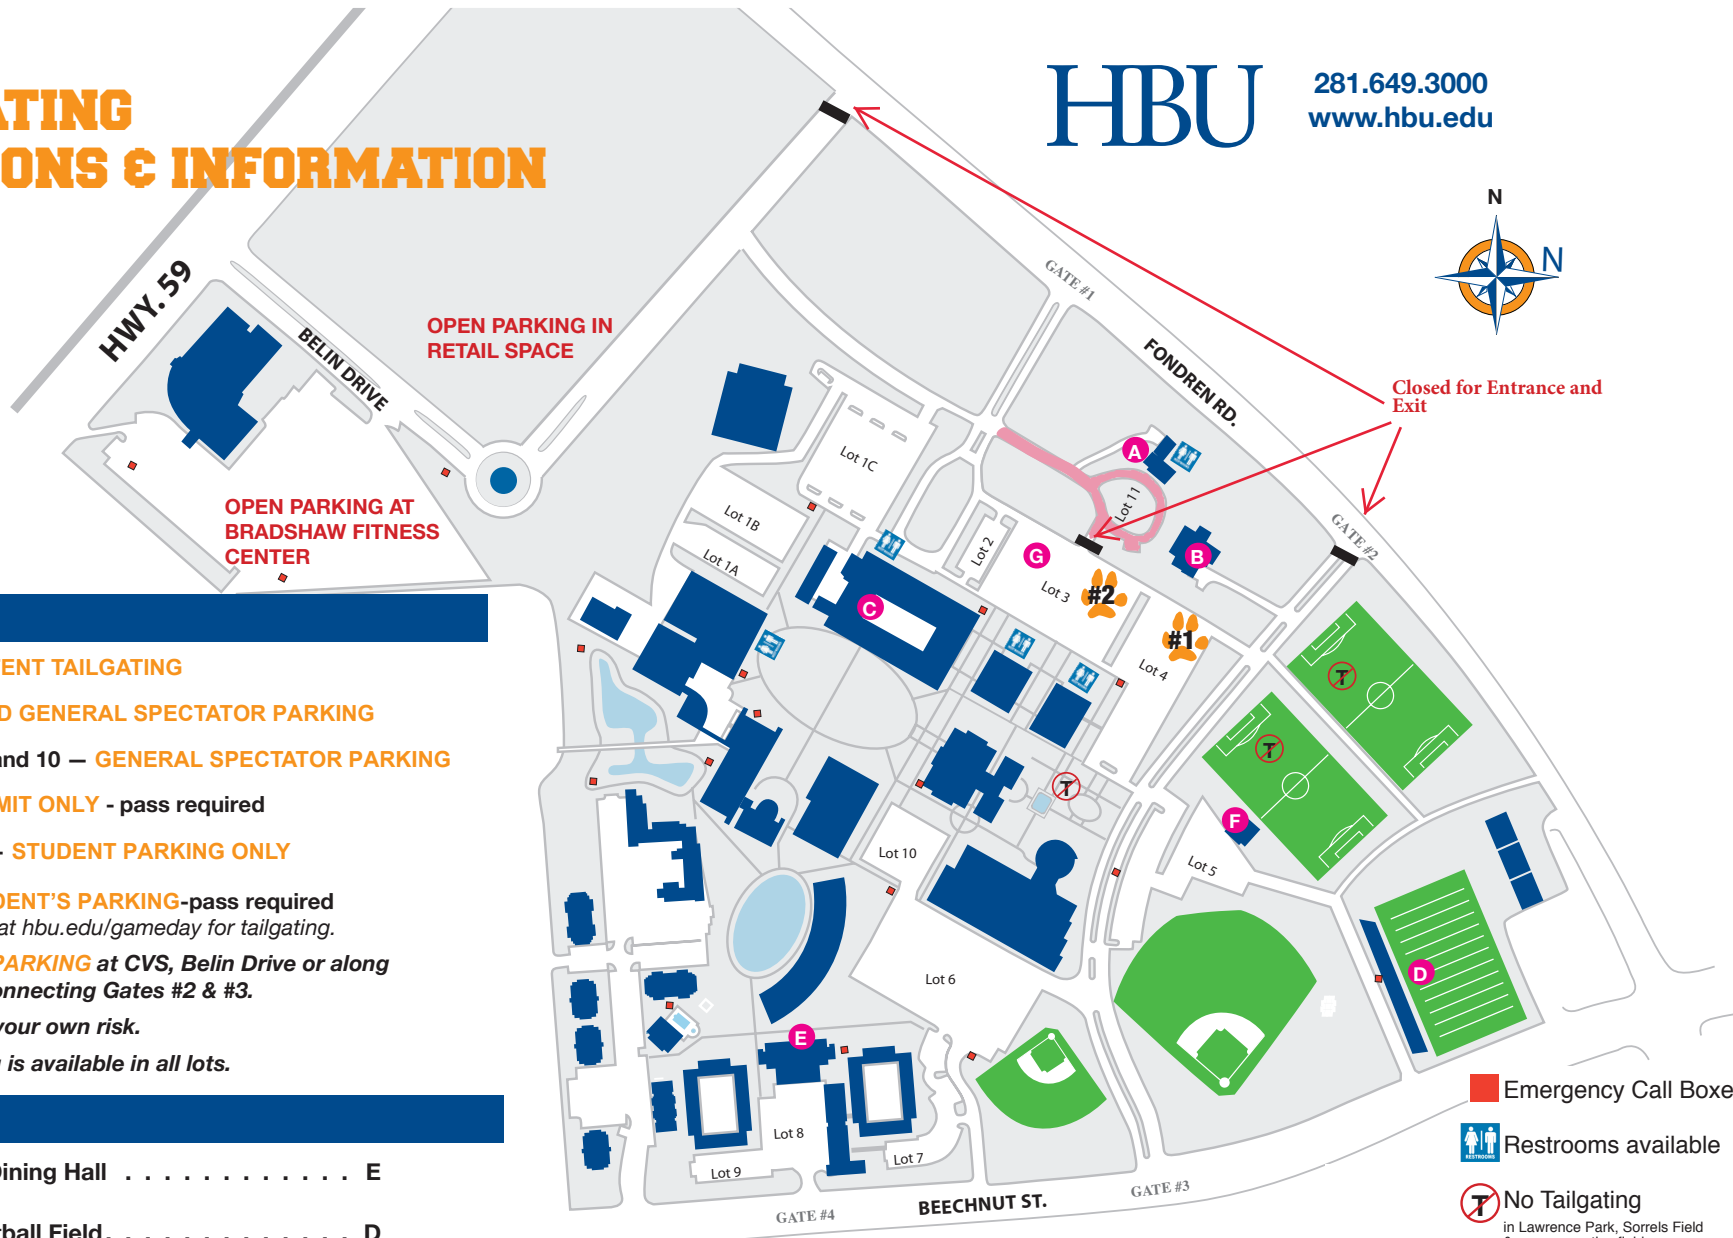 HBU
281.649.3000
www.hbu.edu
ATING
ONS & INFORMATION
N
N
HWY. 59
BELIN DRIVE
OPEN PARKING IN
RETAIL SPACE
GATE #1
FONDREN RD.
Closed for Entrance and
Exit
GATE #2
OPEN PARKING AT
BRADSHAW FITNESS
CENTER
Lot 1C
Lot 1B
Lot 1A
Lot 2
Lot 11
A
B
G
C
Lot 3
#2
#1
Lot 4
T
T
T
F
Lot 5
Lot 10
Lot 6
D
E
Lot 8
Lot 9
Lot 7
GATE #4
BEECHNUT ST.
GATE #3
ENT TAILGATING
D GENERAL SPECTATOR PARKING
and 10 — GENERAL SPECTATOR PARKING
MIT ONLY - pass required
- STUDENT PARKING ONLY
DENT'S PARKING-pass required
at hbu.edu/gameday for tailgating.
PARKING at CVS, Belin Drive or along
onnecting Gates #2 & #3.
your own risk.
is available in all lots.
Dining Hall . . . . . . . . . . . . E
tball Field. . . . . . . . . . . . . D
Emergency Call Boxe
RESTROOMS
Restrooms available
T
No Tailgating
in Lawrence Park, Sorrels Field